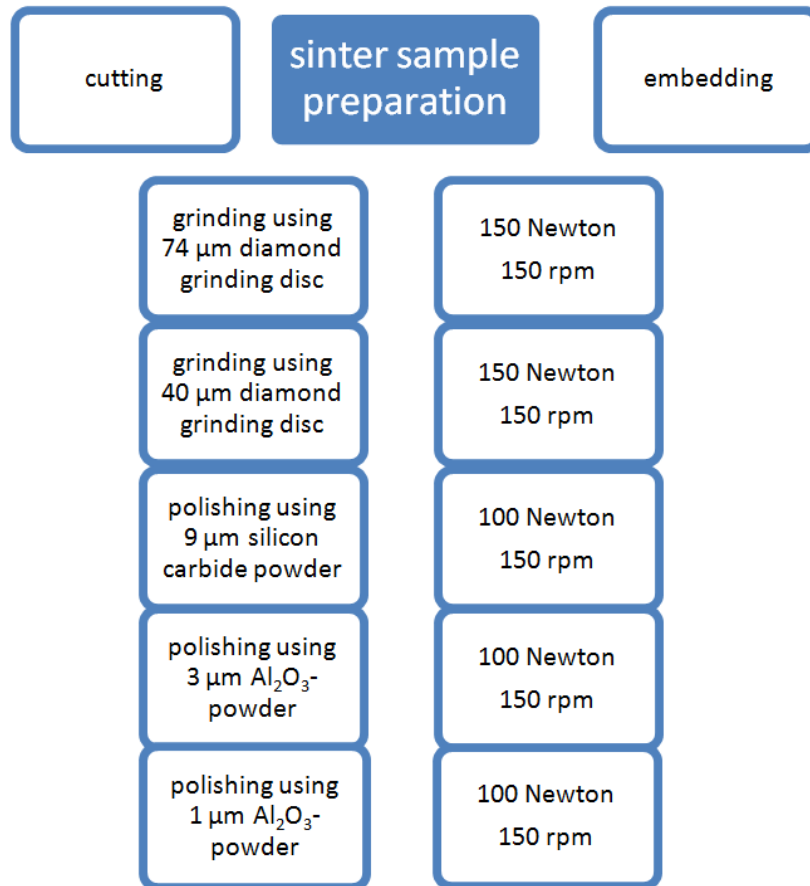 cutting
sinter sample
preparation
embedding
grinding using
74 µm diamond
grinding disc
150 Newton
150 rpm
grinding using
40 µm diamond
grinding disc
150 Newton
150 rpm
polishing using
9 µm silicon
carbide powder
100 Newton
150 rpm
polishing using
3 µm Al₂O₃-
powder
100 Newton
150 rpm
polishing using
1 µm Al₂O₃-
powder
100 Newton
150 rpm